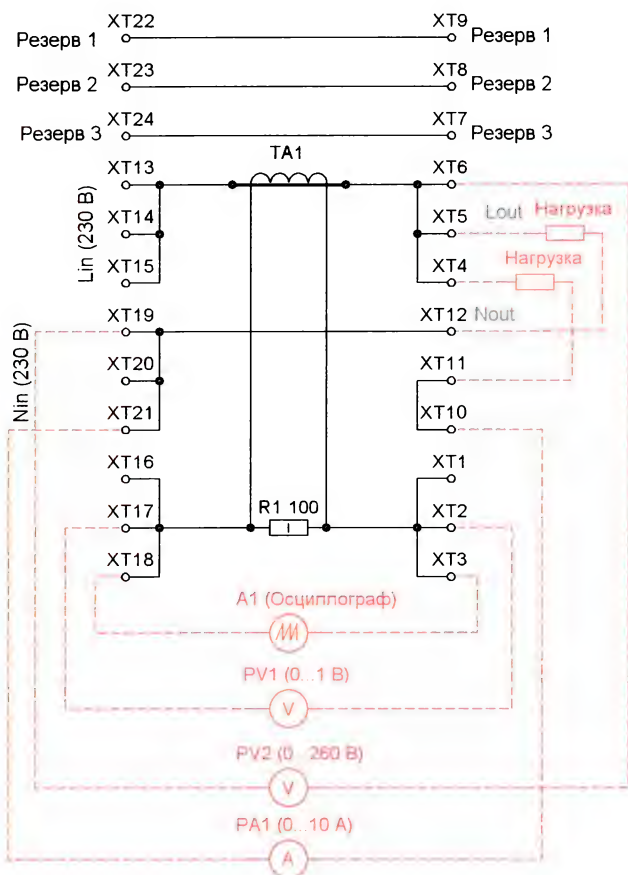 XT22 XT9
Резерв 1 Резерв 1
XT23 XT8
Резерв 2 Резерв 2
XT24 XT7
Резерв 3 Резерв 3
TA1
XT13 XT6
XT14 XT5 Lout Нагрузка
Lin (230 В)
XT15 XT4 Нагрузка
XT19 XT12 Nout
Nin (230 В)
XT20 XT11
XT21 XT10
XT16 XT1
XT17 R1 100 XT2
XT18 XT3
A1 (Осциллограф)
PV1 (0...1 В)
V
PV2 (0...260 В)
V
PA1 (0...10 А)
A